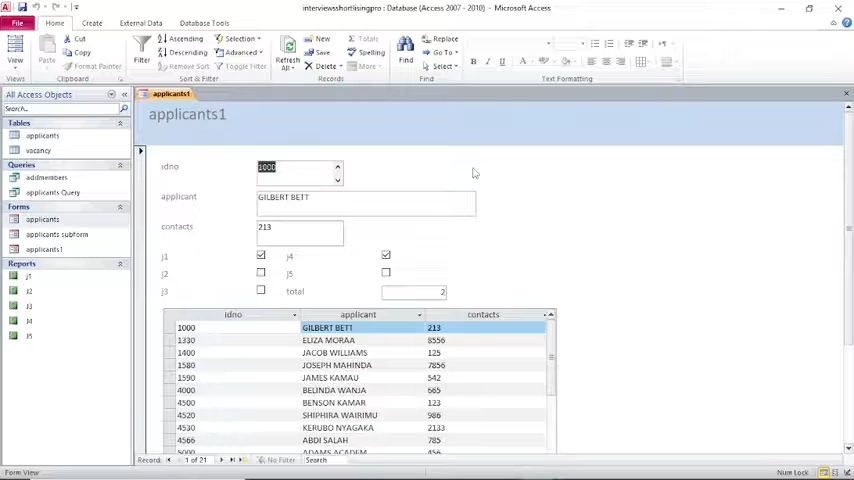 interviewsshortlisingpro : Database (Access 2007 - 2010) - Microsoft Access
File Home Create External Data Database Tools
View
Views
Cut
Copy
Format Painter
Clipboard
Filter
Ascending
Descending
Remove Sort
Selection
Advanced
Toggle Filter
Sort & Filter
Refresh All
New
Save
Delete
Totals
Spelling
More
Records
Find
Replace
Go To
Select
Find
B I U
Text Formatting
All Access Objects
Search...
Tables
applicants
vacancy
Queries
addmembers
applicants Query
Forms
applicants
applicants subform
applicants1
Reports
j1
J2
J3
J4
J5
applicants1
applicants1
idno 1000
applicant GILBERT BETT
contacts 213
j1 j4
j2 j5
j3 total 2
idno applicant contacts
1000 GILBERT BETT 213
1330 ELIZA MORAA 8556
1400 JACOB WILLIAMS 125
1580 JOSEPH MAHINDA 7856
1590 JAMES KAMAU 542
4000 BELINDA WANJA 665
4500 BENSON KAMAR 123
4520 SHIPHIRA WAIRIMU 986
4530 KERUBO NYAGAKA 2133
4566 ABDI SALAH 785
5000 ADAMS ACADEM
Record: 1 of 21 No Filter Search
Form View Num Lock